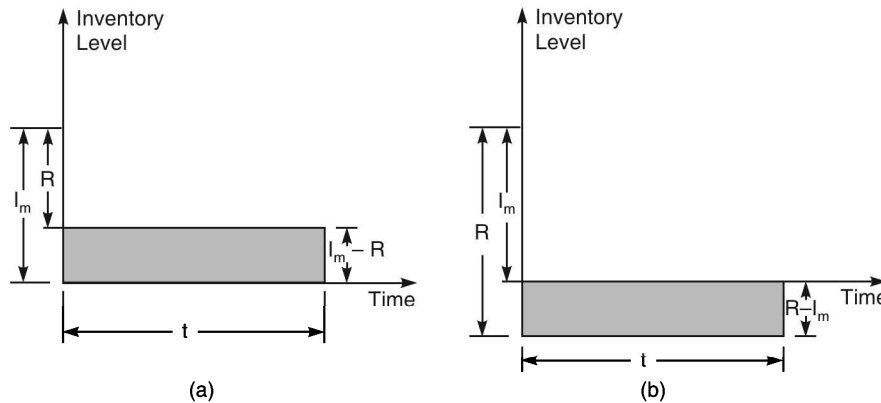 Inventory
Level
R
Im
Im – R
Time
t
(a)
Inventory
Level
Im
R
Time
R–Im
t
(b)